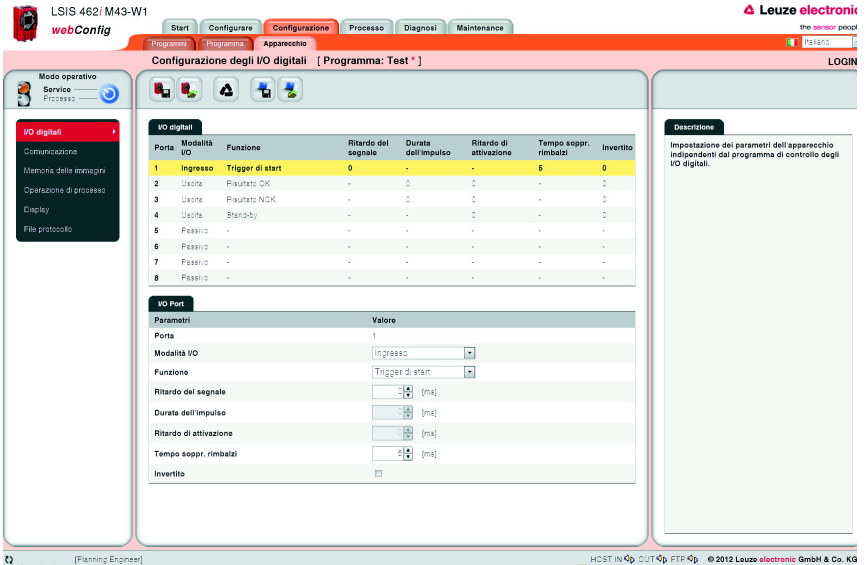 LSIS 462i M43-W1
webConfig
Leuze electronic
the sensor people
Start Configurare Configurazione Processo Diagnosi Maintenance
Programmi Programma Apparecchio
Italiano
Configurazione degli I/O digitali [ Programma: Test * ]
LOGIN
Modo operativo
Service
Processo
I/O digitali
Comunicazione
Memoria delle immagini
Operazione di processo
Display
File protocollo
I/O digitali
Porta Modalità I/O Funzione Ritardo del segnale Durata dell'impulso Ritardo di attivazione Tempo soppr. rimbalzi Invertito
1 Ingresso Trigger di start 0 - - 5 0
2 Uscita Risultato OK - 0 0 - 0
3 Uscita Risultato NOK - 0 0 - 0
4 Uscita Stand-by - - 0 - 0
5 Passivo - - - - - -
6 Passivo - - - - - -
7 Passivo - - - - - -
8 Passivo - - - - - -
I/O Port
Parametri Valore
Porta 1
Modalità I/O Ingresso
Funzione Trigger di start
Ritardo del segnale 0 [ms]
Durata dell'impulso 0 [ms]
Ritardo di attivazione 0 [ms]
Tempo soppr. rimbalzi 5 [ms]
Invertito
Descrizione
Impostazione dei parametri dell'apparecchio
indipendenti dal programma di controllo degli
I/O digitali.
[Planning Engineer]
HOST IN OUT FTP © 2012 Leuze electronic GmbH & Co. KG